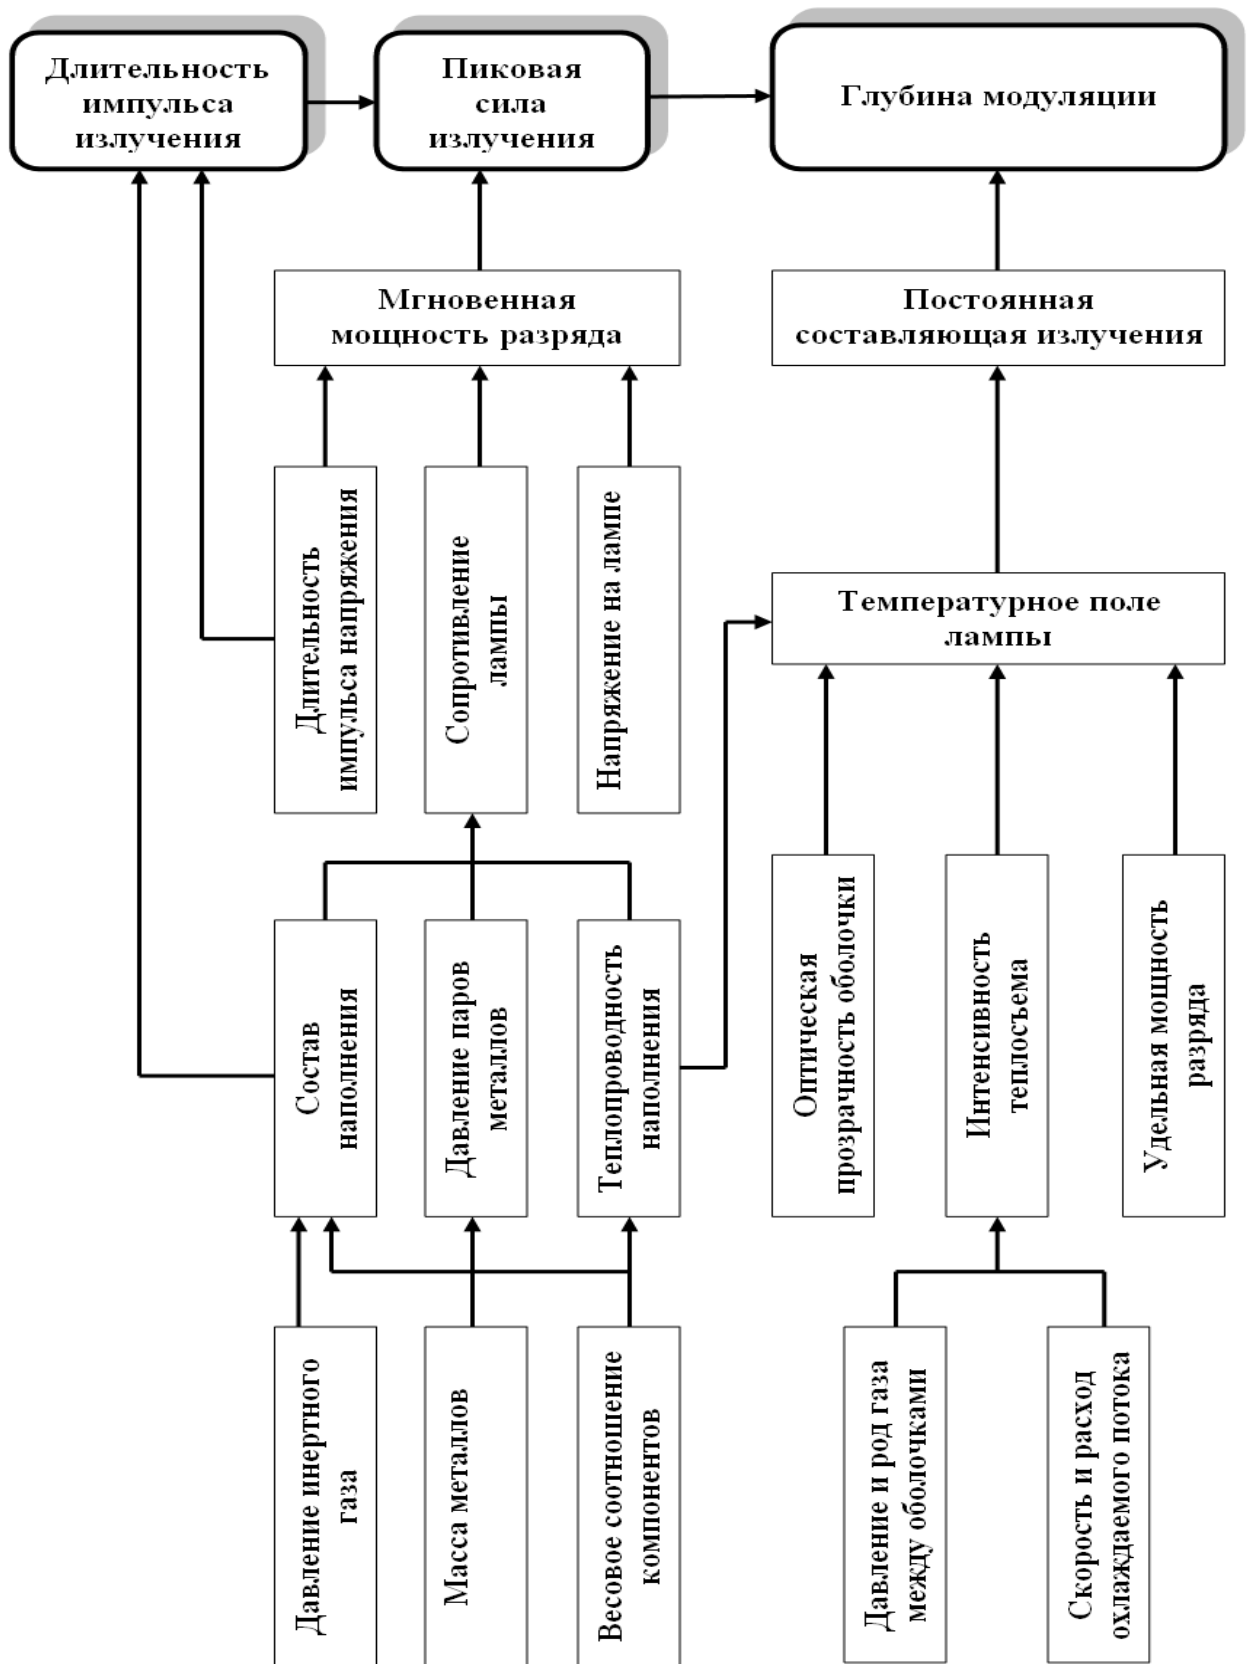 Длительность
импульса
излучения
Пиковая
сила
излучения
Глубина модуляции
Мгновенная
мощность разряда
Постоянная
составляющая излучения
Длительность
импульса напряжения
Сопротивление
лампы
Напряжение на лампе
Температурное поле
лампы
Состав
наполнения
Давление паров
металлов
Теплопроводность
наполнения
Оптическая
прозрачность оболочки
Интенсивность
теплосъема
Удельная мощность
разряда
Давление инертного
газа
Масса металлов
Весовое соотношение
компонентов
Давление и род газа
между оболочками
Скорость и расход
охлаждаемого потока